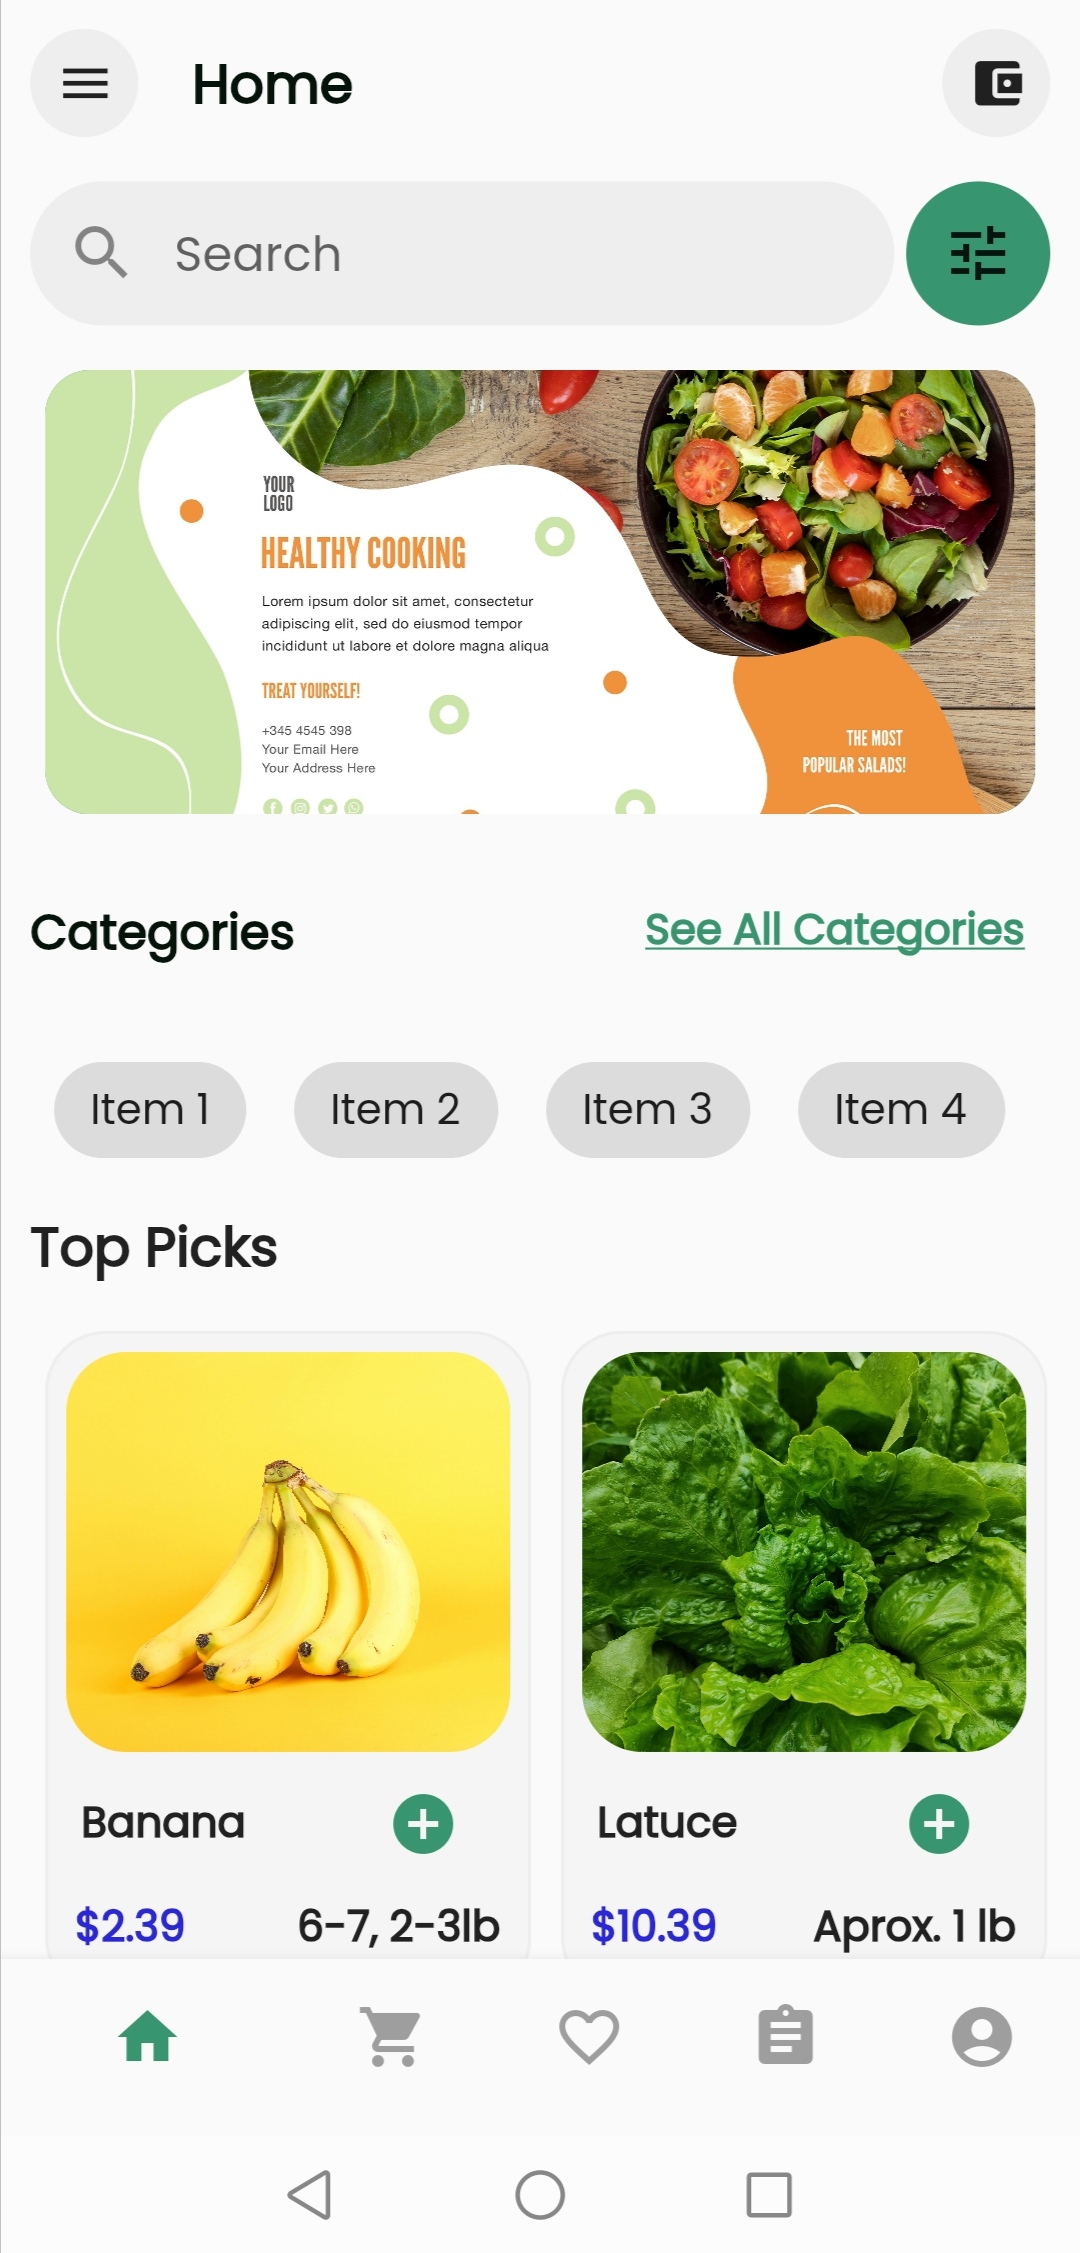 Home
Search
YOUR
LOGO
HEALTHY COOKING
Lorem ipsum dolor sit amet, consectetur
adipiscing elit, sed do eiusmod tempor
incididunt ut labore et dolore magna aliqua
TREAT YOURSELF!
+345 4545 398
Your Email Here
Your Address Here
THE MOST
POPULAR SALADS!
Categories
See All Categories
Item 1
Item 2
Item 3
Item 4
Top Picks
Banana
Latuce
$2.39
6-7, 2-3lb
$10.39
Aprox. 1 lb